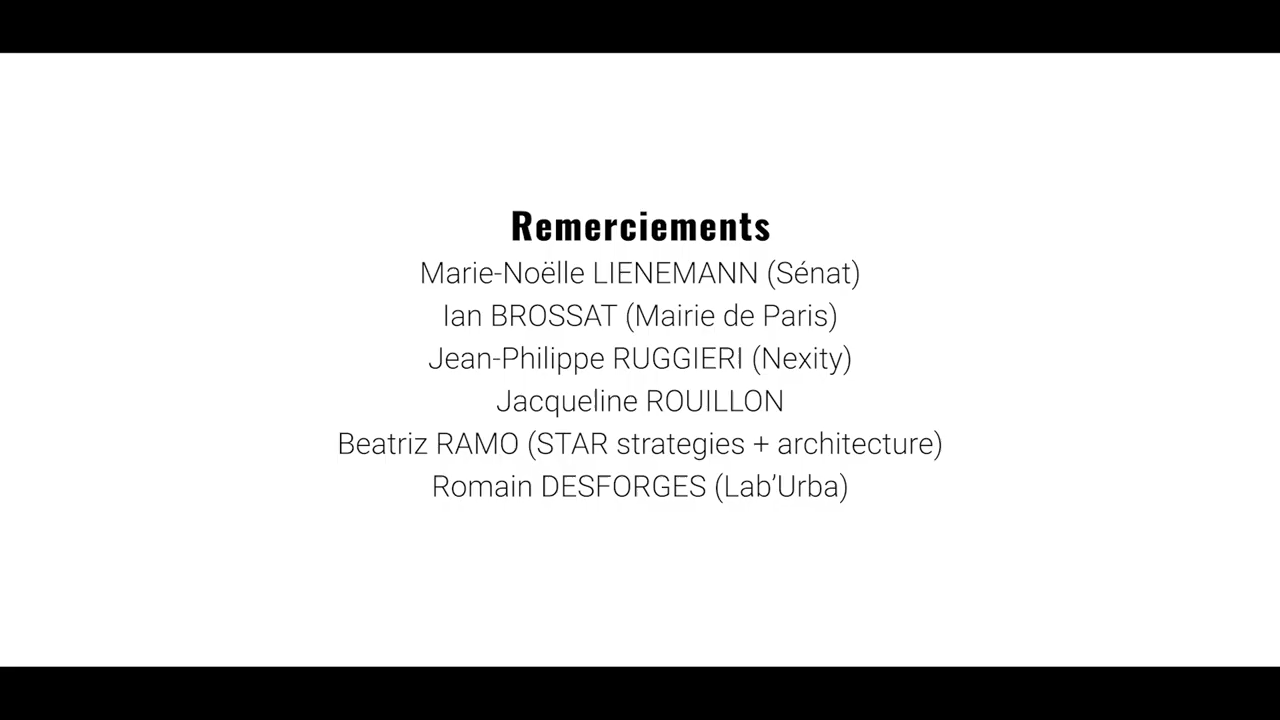 Remerciements
Marie-Noëlle LIENEMANN (Sénat)
Ian BROSSAT (Mairie de Paris)
Jean-Philippe RUGGIERI (Nexity)
Jacqueline ROUILLON
Beatriz RAMO (STAR strategies + architecture)
Romain DESFORGES (Lab’Urba)